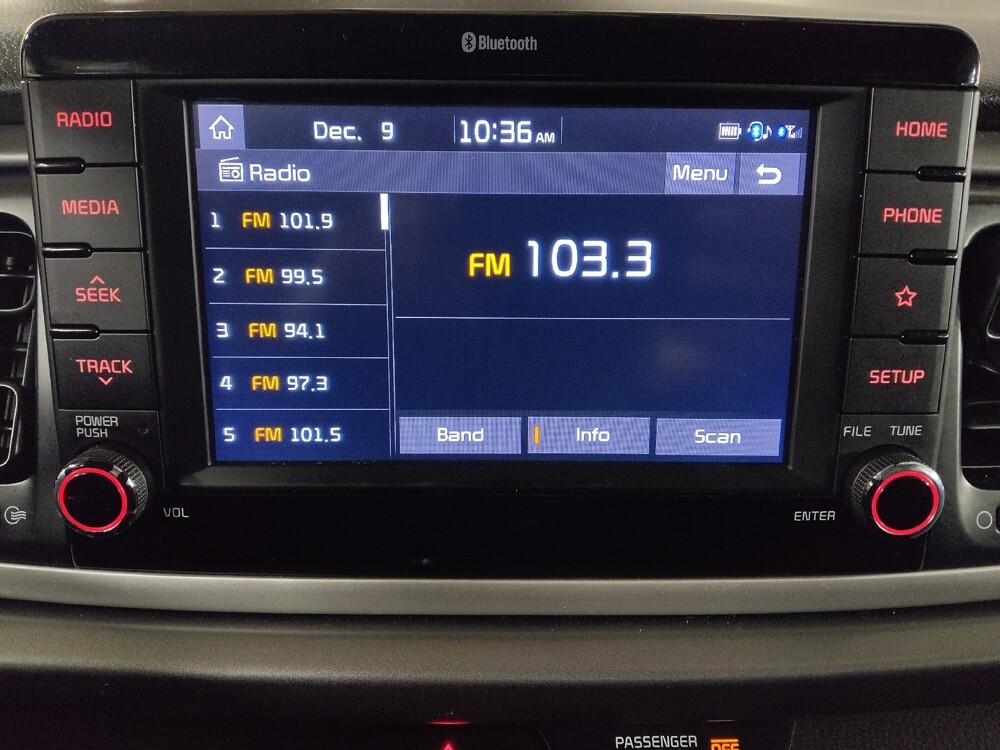 Bluetooth
RADIO
MEDIA
SEEK
TRACK
POWER
PUSH
VOL
Dec. 9 10:36 AM
Radio Menu
1 FM 101.9
2 FM 99.5
3 FM 94.1
4 FM 97.3
5 FM 101.5
FM 103.3
Band Info Scan
HOME
PHONE
SETUP
FILE TUNE
ENTER
PASSENGER OFF